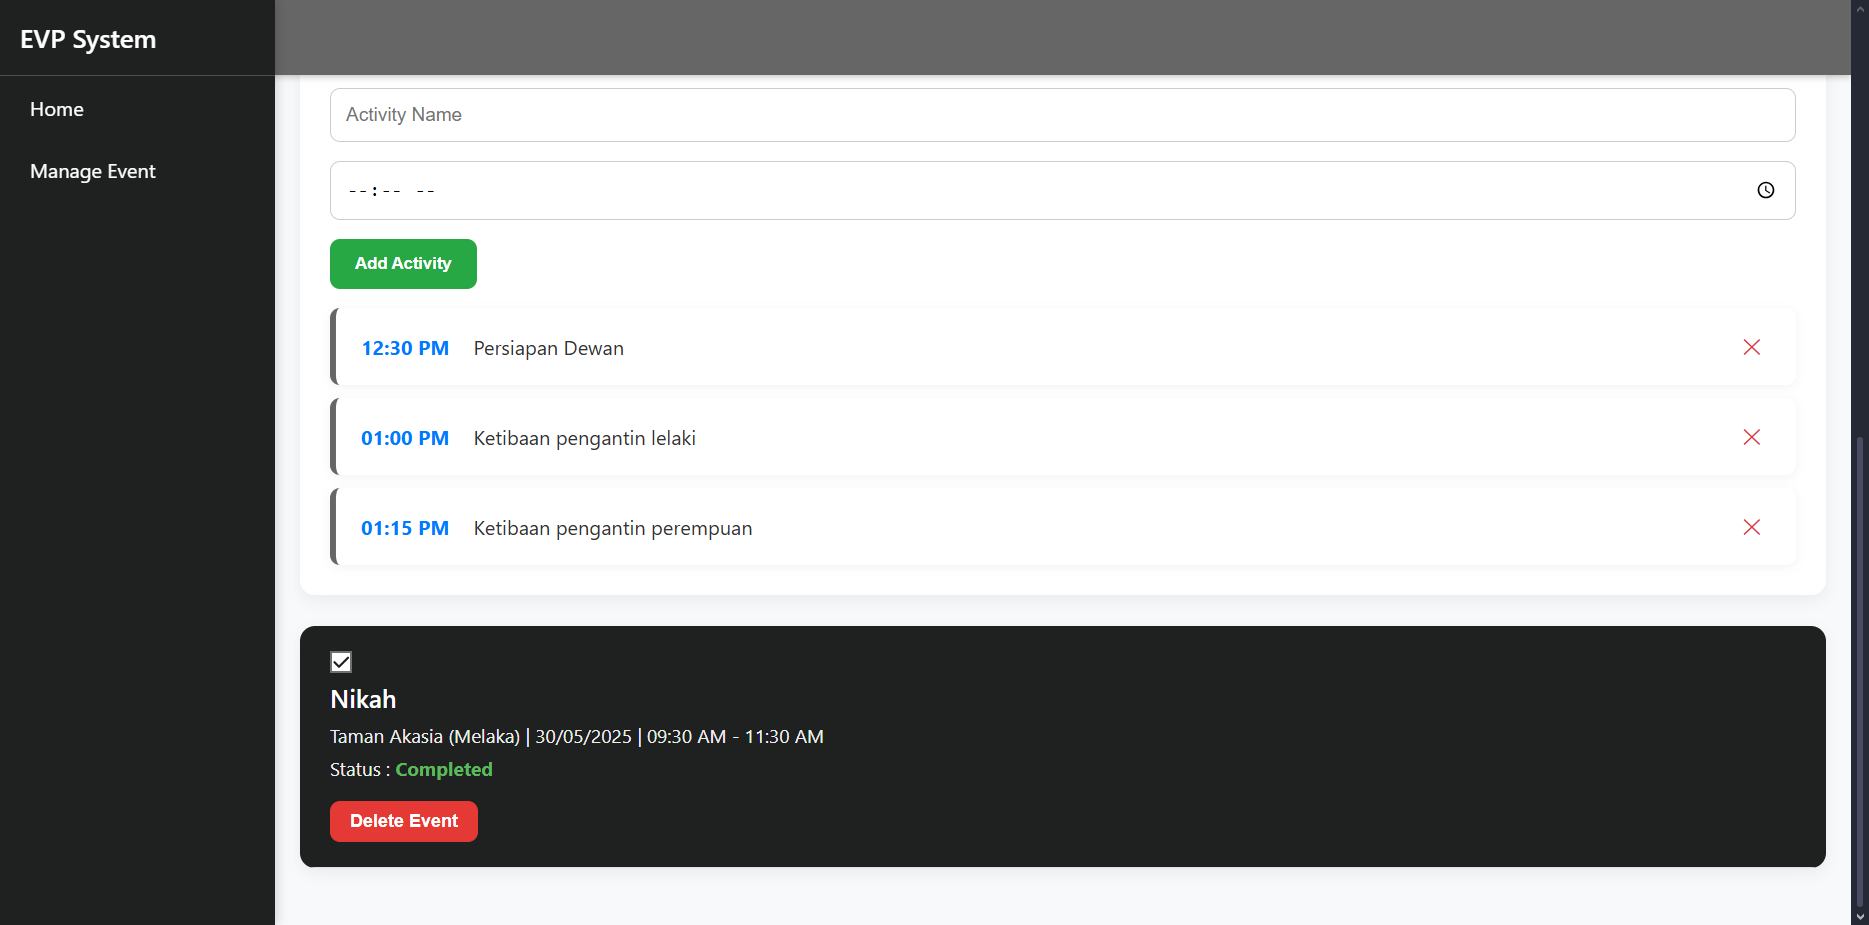 EVP System
Home
Manage Event
Activity Name
--:-- --
Add Activity
12:30 PM Persiapan Dewan
01:00 PM Ketibaan pengantin lelaki
01:15 PM Ketibaan pengantin perempuan
Nikah
Taman Akasia (Melaka) | 30/05/2025 | 09:30 AM - 11:30 AM
Status : Completed
Delete Event